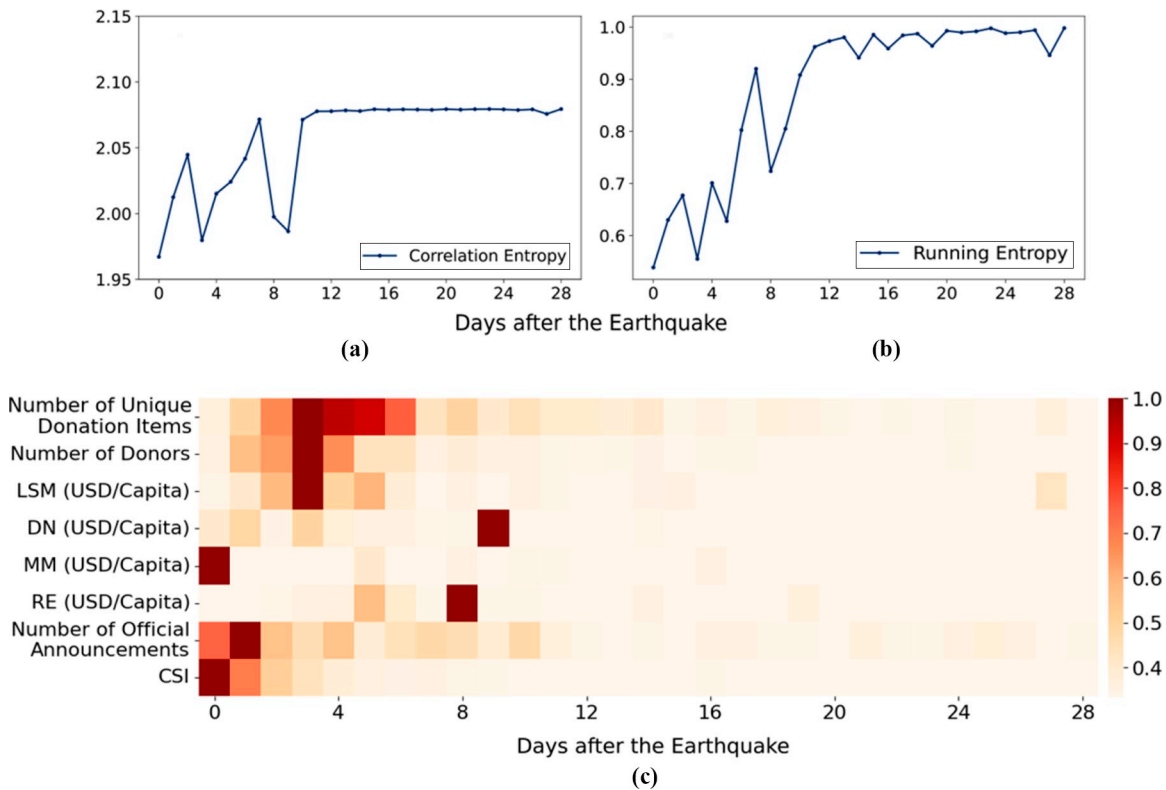 2.15
2.10
2.05
2.00
1.95
Correlation Entropy
0 4 8 12 16 20 24 28
1.0
0.9
0.8
0.7
0.6
Running Entropy
0 4 8 12 16 20 24 28
Days after the Earthquake
(a)
(b)
Number of Unique
Donation Items
Number of Donors
LSM (USD/Capita)
DN (USD/Capita)
MM (USD/Capita)
RE (USD/Capita)
Number of Official
Announcements
CSI
0 4 8 12 16 20 24 28
1.0
0.9
0.8
0.7
0.6
0.5
0.4
Days after the Earthquake
(c)